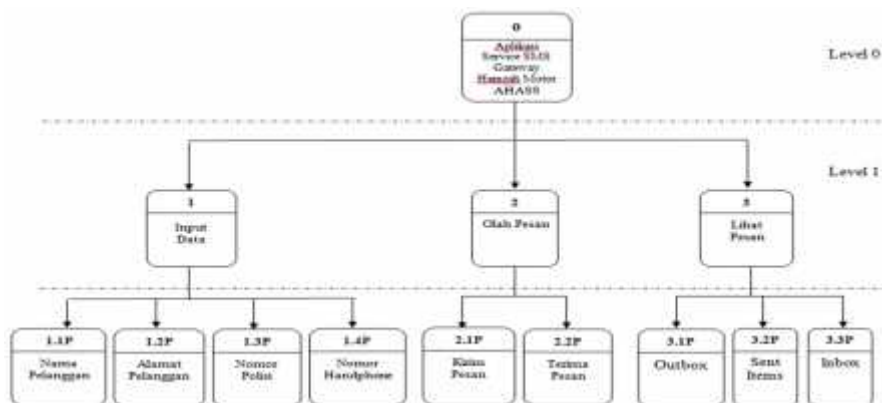 0
Aplikasi
Service SMS
Gateway
Motor
AHASS
Level 0
Level 1
1
Input
Data
2
Olah Pesan
3
Lihat
Pesan
1.1P
Nama
Pelanggan
1.2P
Alamat
Pelanggan
1.3P
Nomor
Polisi
1.4P
Nomor
Handphone
2.1P
Kirim
Pesan
2.2P
Terima
Pesan
3.1P
Outbox
3.2P
Sent
Items
3.3P
Inbox